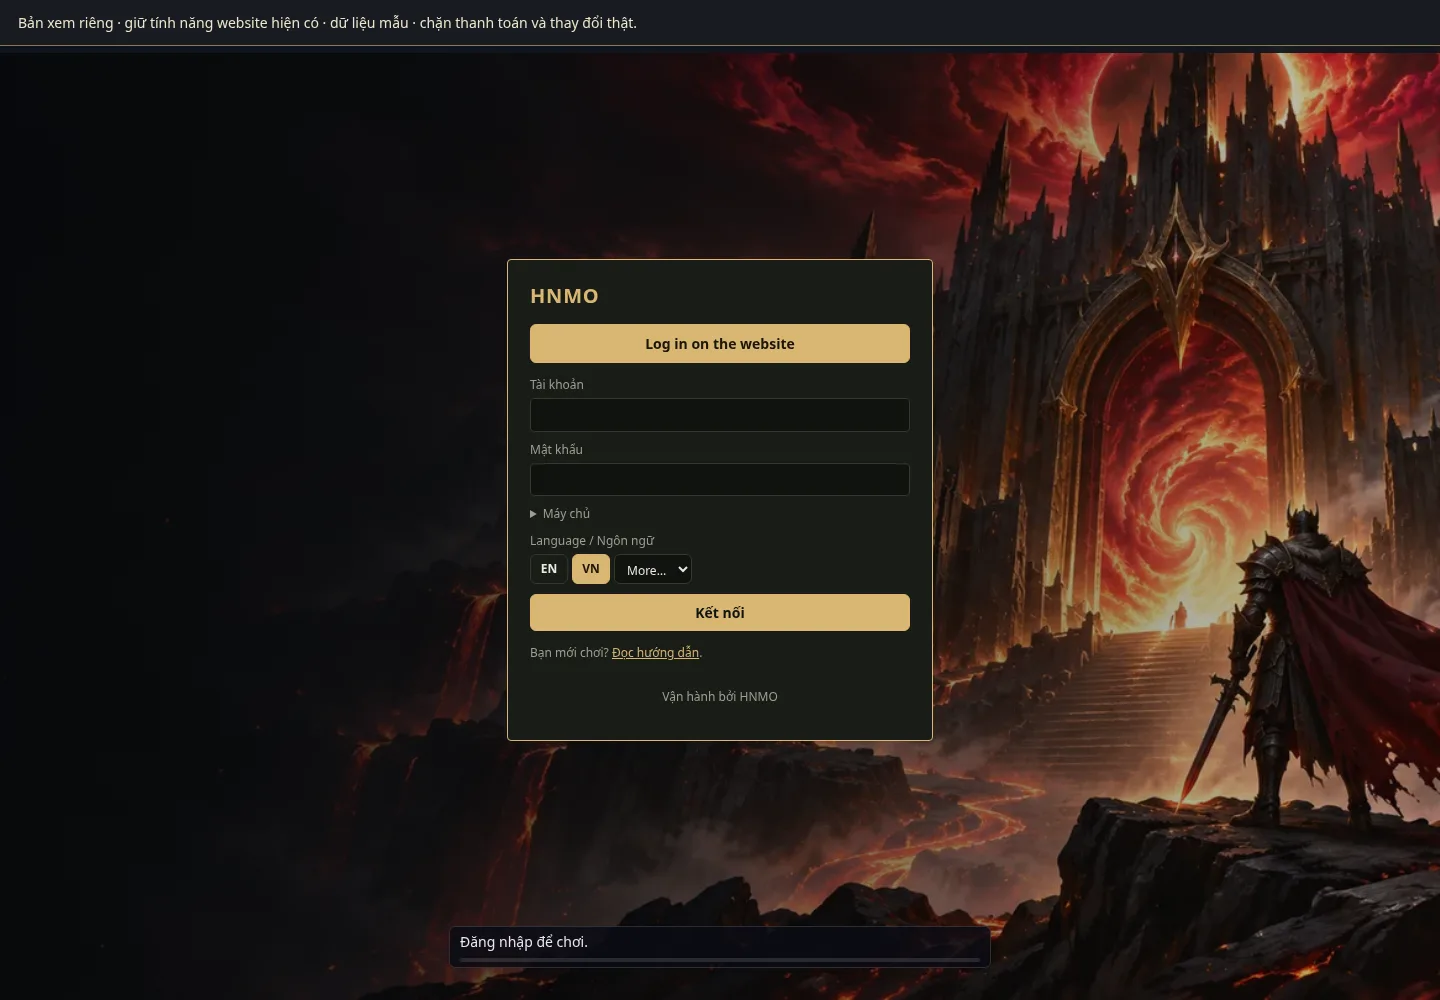 Bản xem riêng · giữ tính năng website hiện có · dữ liệu mẫu · chặn thanh toán và thay đổi thật.
HNMO
Log in on the website
Tài khoản
Mật khẩu
Máy chủ
Language / Ngôn ngữ
EN VN More...
Kết nối
Bạn mới chơi? Đọc hướng dẫn.
Vận hành bởi HNMO
Đăng nhập để chơi.